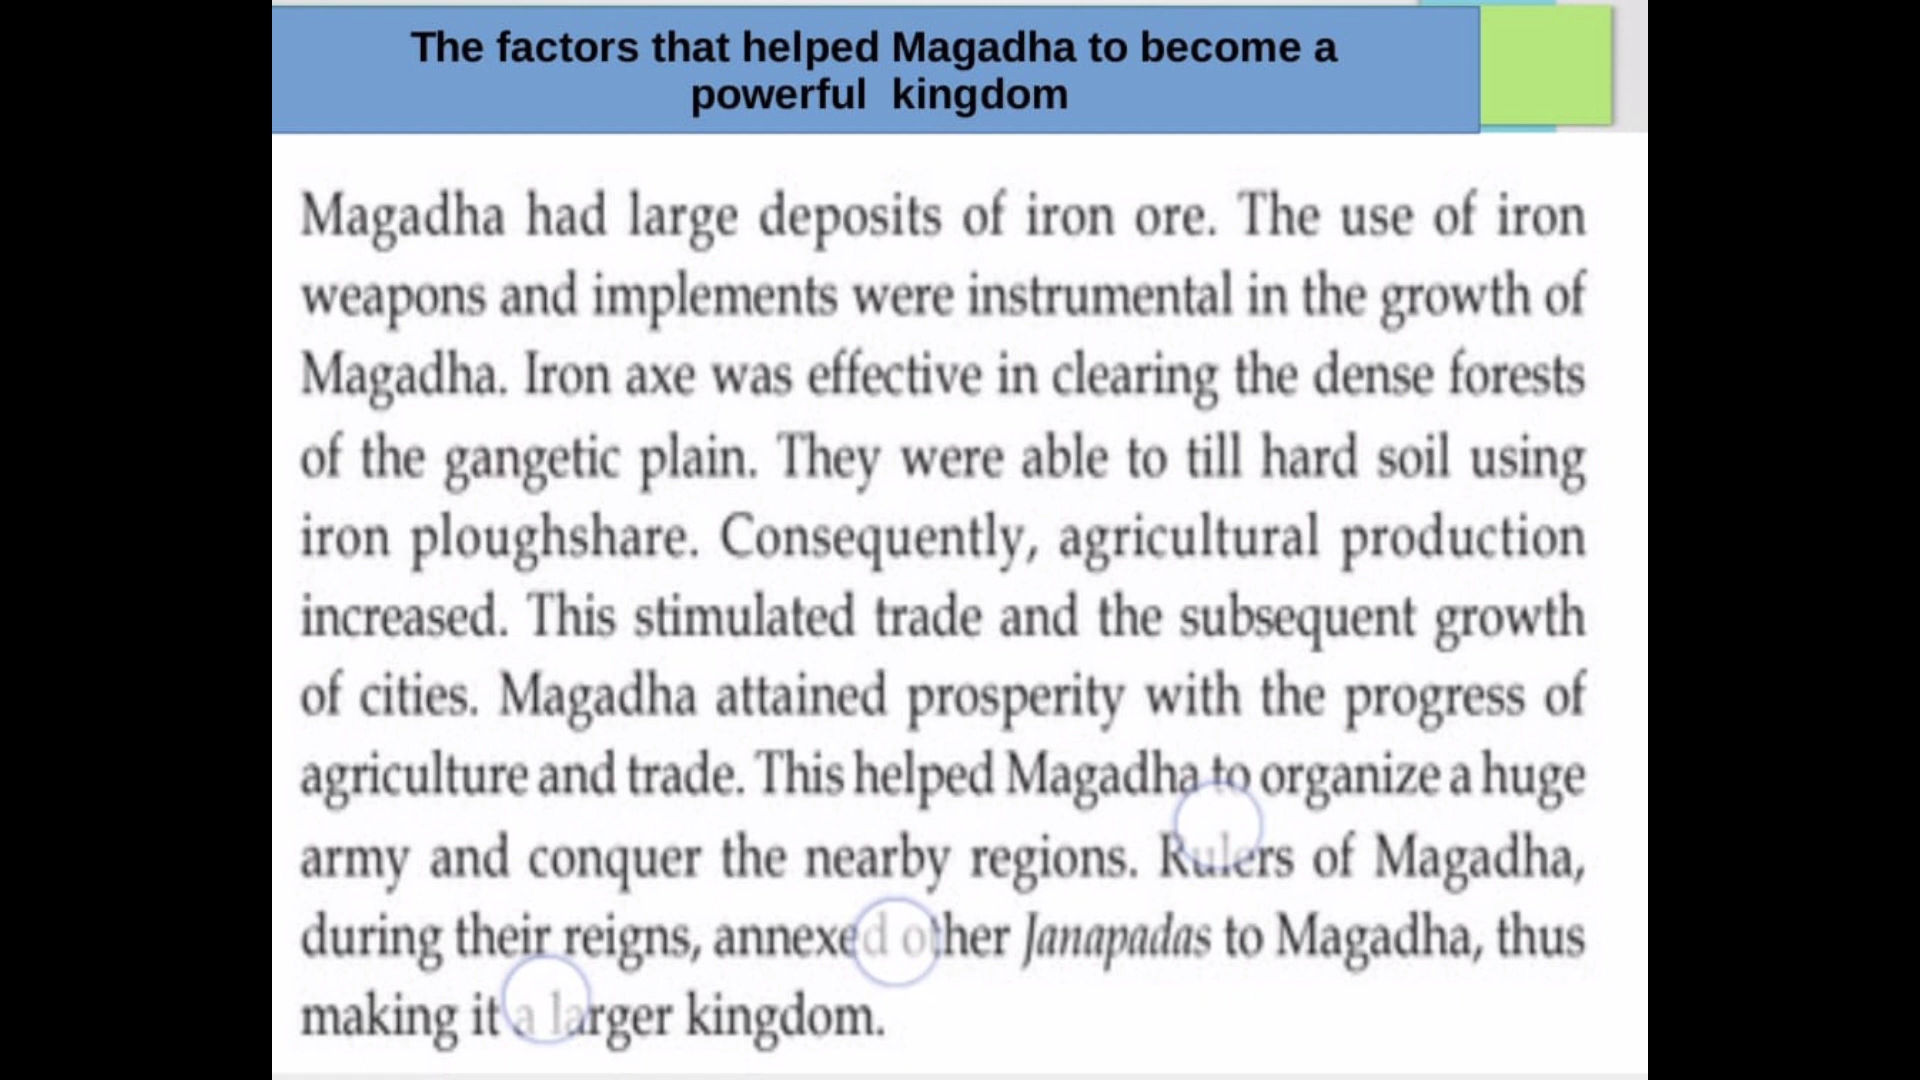 The factors that helped Magadha to become a
powerful kingdom
Magadha had large deposits of iron ore. The use of iron
weapons and implements were instrumental in the growth of
Magadha. Iron axe was effective in clearing the dense forests
of the gangetic plain. They were able to till hard soil using
iron ploughshare. Consequently, agricultural production
increased. This stimulated trade and the subsequent growth
of cities. Magadha attained prosperity with the progress of
agriculture and trade. This helped Magadha to organize a huge
army and conquer the nearby regions. Rulers of Magadha,
during their reigns, annexed other Janapadas to Magadha, thus
making it a larger kingdom.